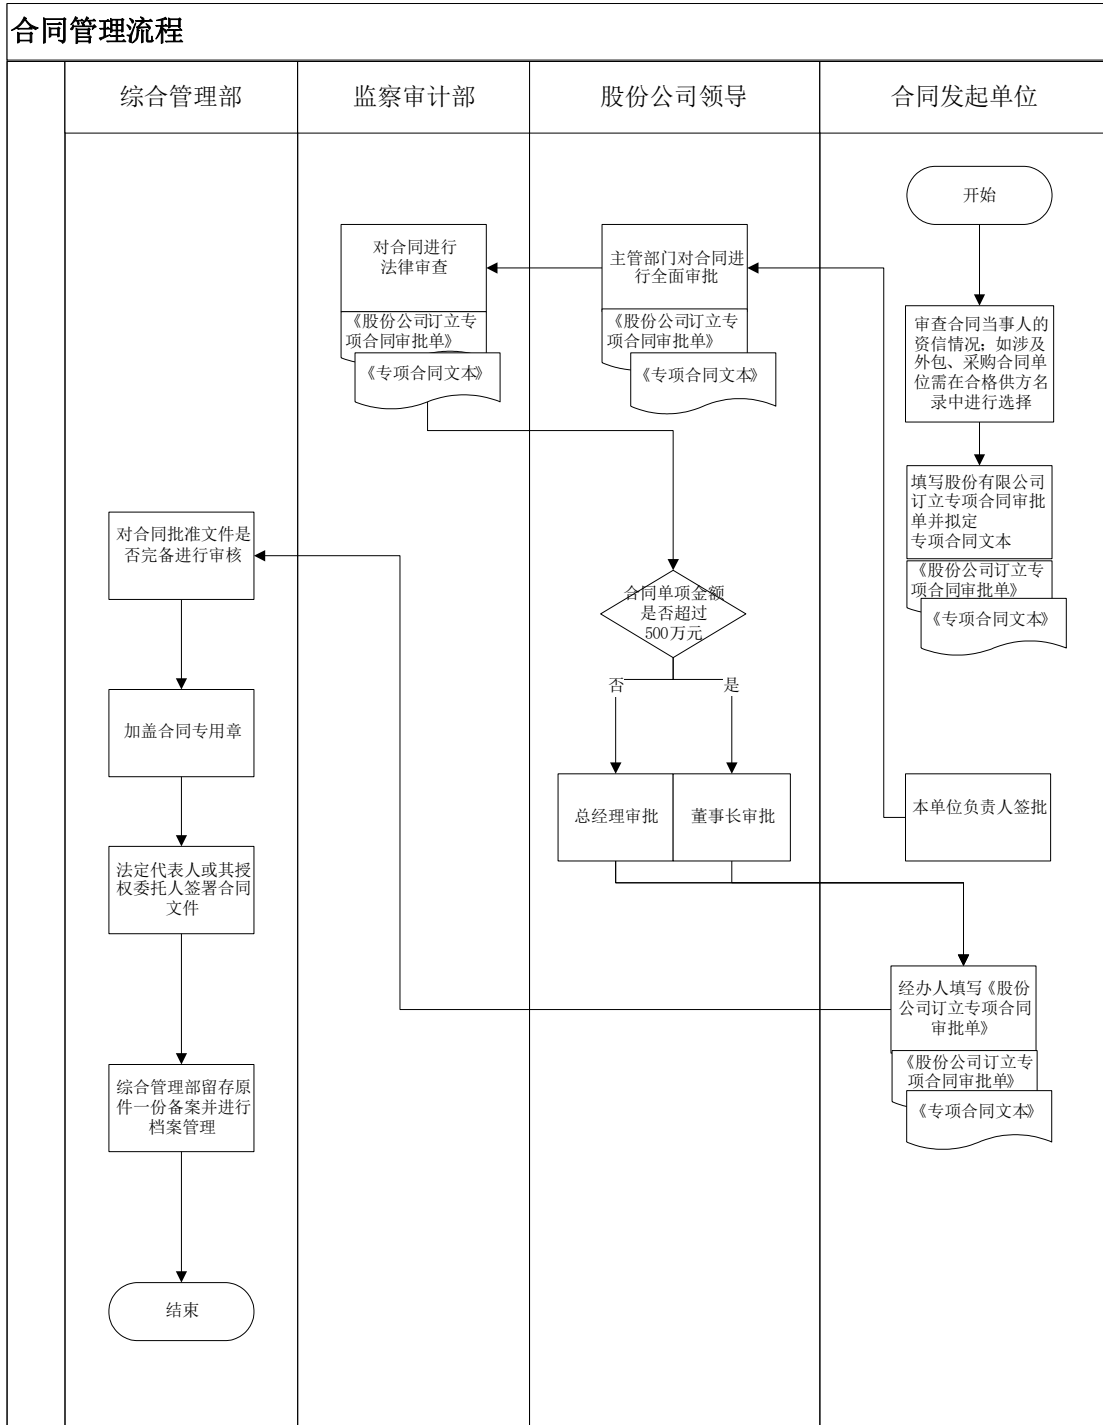 合同管理流程
综合管理部
监察审计部
股份公司领导
合同发起单位
开始
审查合同当事人的
资信情况；如涉及
外包、采购合同单
位需在合格供方名
录中进行选择
填写股份有限公司
订立专项合同审批
单并拟定
专项合同文本
《股份公司订立专
项合同审批单》
《专项合同文本》
本单位负责人签批
主管部门对合同进
行全面审批
《股份公司订立专
项合同审批单》
《专项合同文本》
对合同进行
法律审查
《股份公司订立专
项合同审批单》
《专项合同文本》
合同单项金额
是否超过
500万元
否
是
总经理审批
董事长审批
经办人填写《股份
公司订立专项合同
审批单》
《股份公司订立专
项合同审批单》
《专项合同文本》
对合同批准文件是
否完备进行审核
加盖合同专用章
法定代表人或其授
权委托人签署合同
文件
综合管理部留存原
件一份备案并进行
档案管理
结束